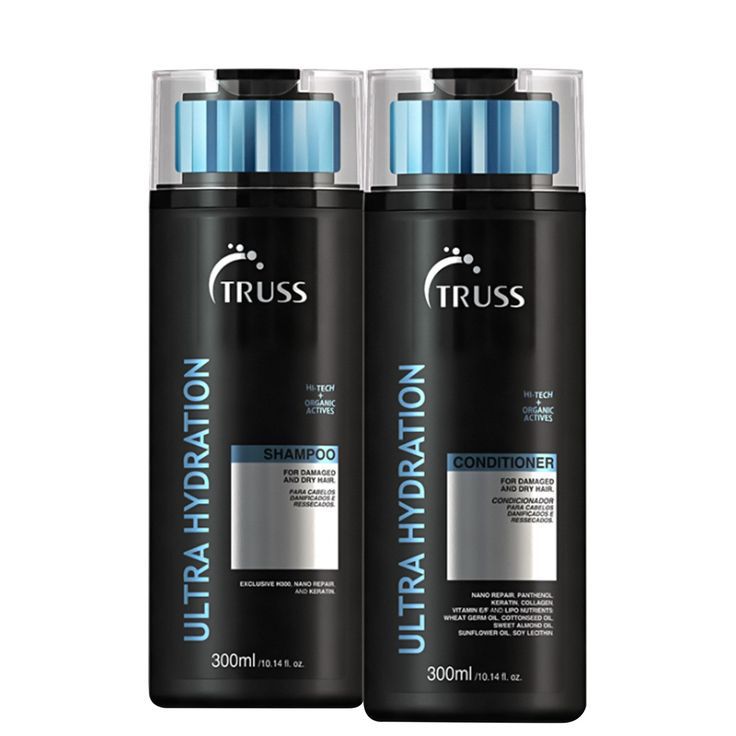 TRUSS
ULTRA HYDRATION
HI-TECH
+
ORGANIC
ACTIVES
SHAMPOO
FOR DAMAGED
AND DRY HAIR.
PARA CABELOS
DANIFICADOS E
RESSECADOS.
EXCLUSIVE H300, NANO REPAIR,
AND KERATIN.
300ml/10.14 fl. oz.
TRUSS
ULTRA HYDRATION
HI-TECH
+
ORGANIC
ACTIVES
CONDITIONER
FOR DAMAGED
AND DRY HAIR.
CONDICIONADOR
PARA CABELOS
DANIFICADOS E
RESSECADOS.
NANO REPAIR, PANTHENOL,
KERATIN, COLLAGEN,
VITAMIN E/F AND LIPO NUTRIENTS
WHEAT GERM OIL, COTTONSEED OIL,
SWEET ALMOND OIL,
SUNFLOWER OIL, SOY LECITHIN
300ml/10.14 fl. oz.